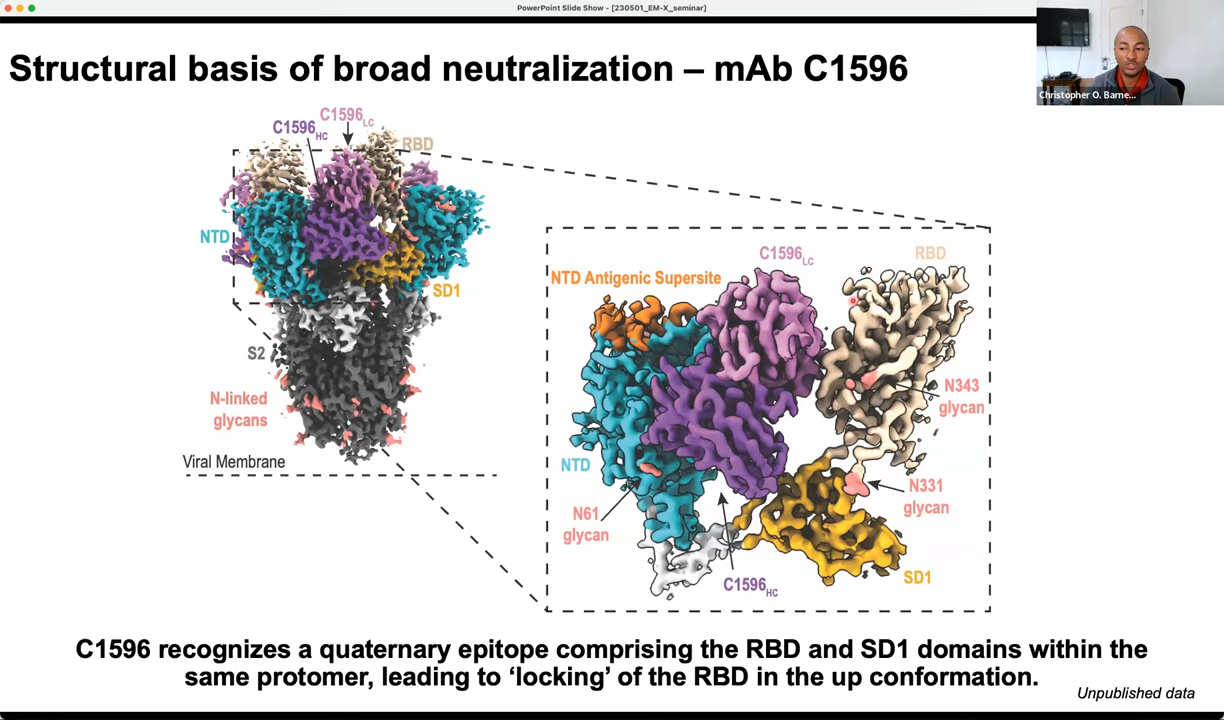 PowerPoint Slide Show - [230501_EM-X_seminar]
Structural basis of broad neutralization – mAb C1596
Christopher O. Barne...
C1596LC
C1596HC
RBD
NTD
SD1
S2
N-linked
glycans
Viral Membrane
C1596LC
RBD
NTD Antigenic Supersite
N343
glycan
NTD
N331
glycan
N61
glycan
C1596HC
SD1
C1596 recognizes a quaternary epitope comprising the RBD and SD1 domains within the
same protomer, leading to ‘locking’ of the RBD in the up conformation.
Unpublished data